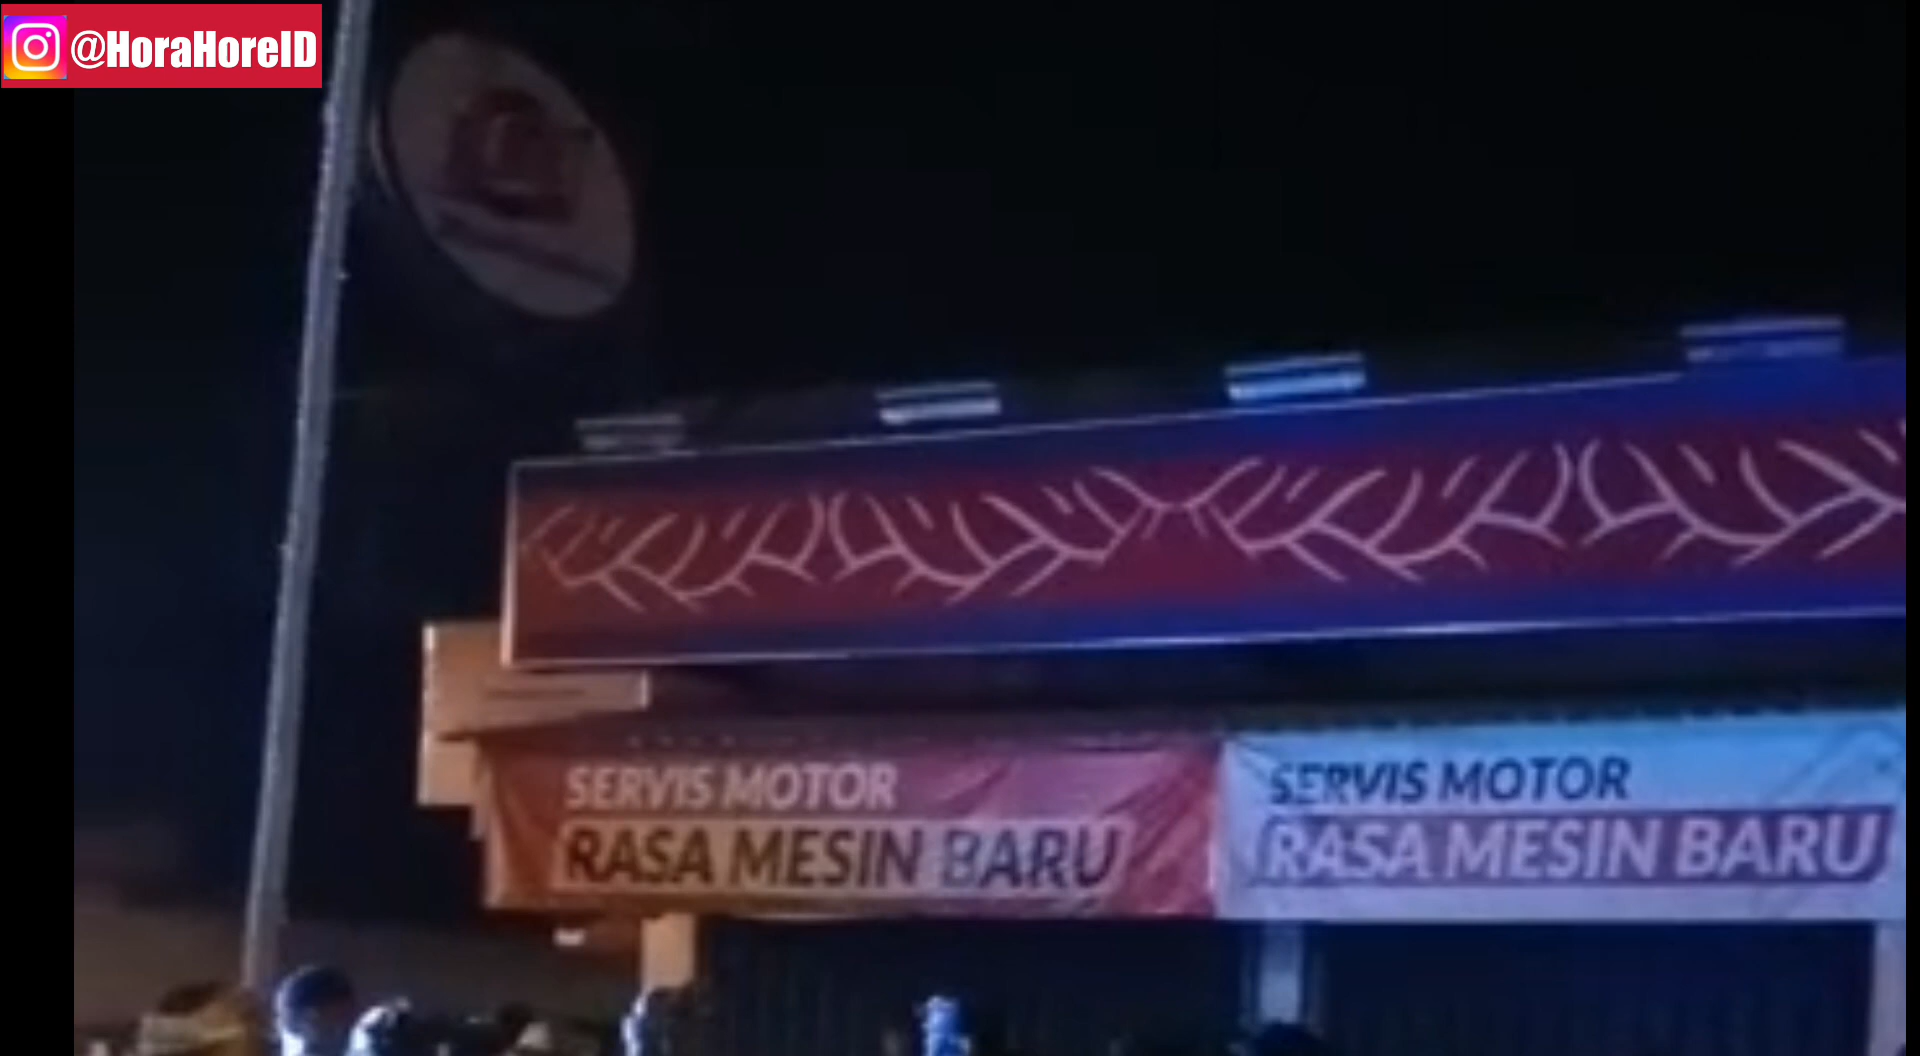 @HoraHoreID
SERVIS MOTOR
RASA MESIN BARU
SERVIS MOTOR
RASA MESIN BARU